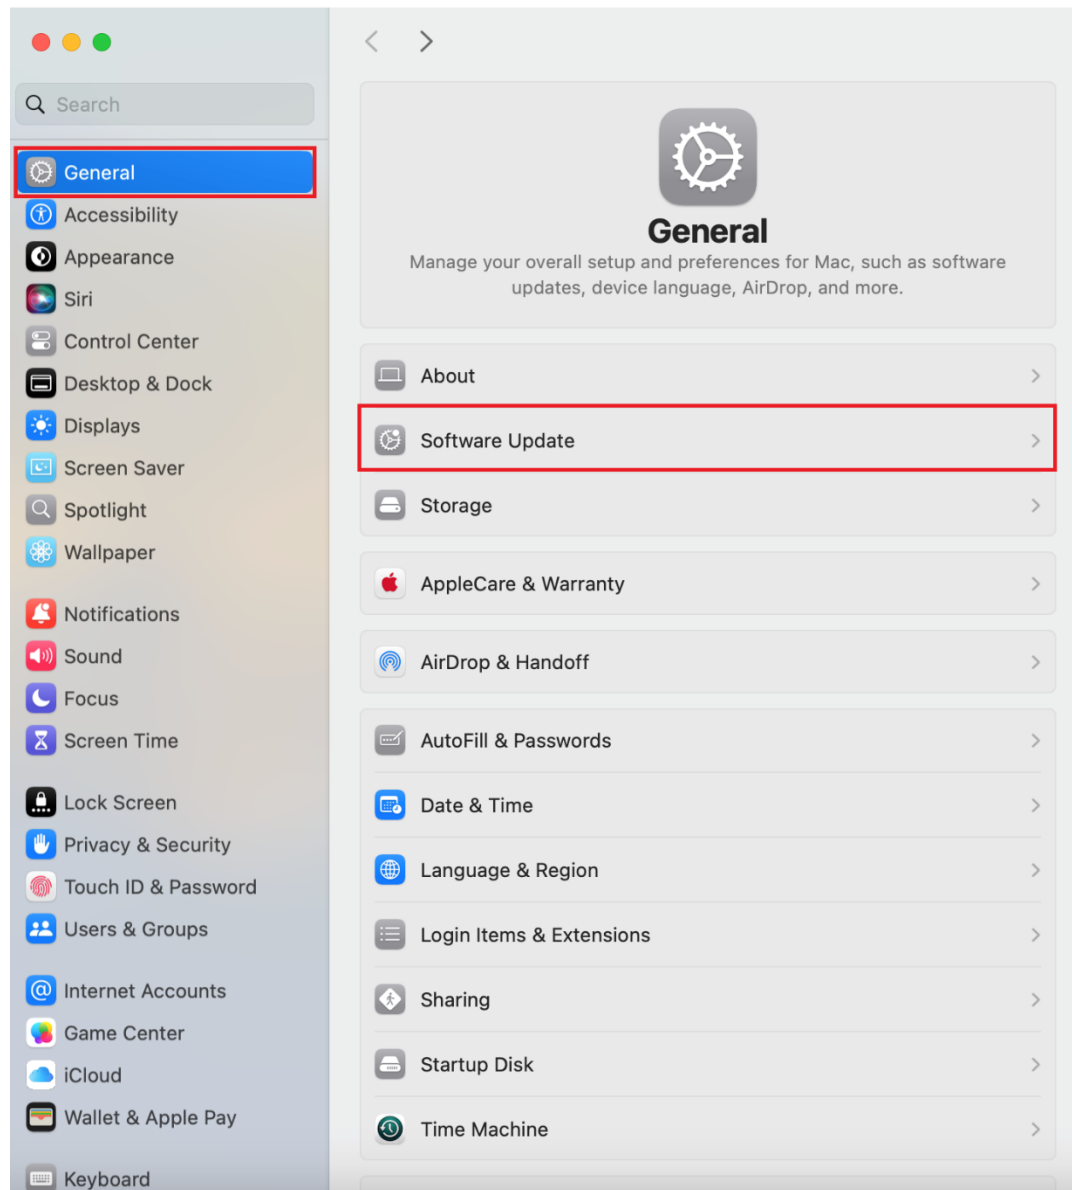 Search
General
Accessibility
Appearance
Siri
Control Center
Desktop & Dock
Displays
Screen Saver
Spotlight
Wallpaper
Notifications
Sound
Focus
Screen Time
Lock Screen
Privacy & Security
Touch ID & Password
Users & Groups
Internet Accounts
Game Center
iCloud
Wallet & Apple Pay
Keyboard
General
Manage your overall setup and preferences for Mac, such as software
updates, device language, AirDrop, and more.
About
Software Update
Storage
AppleCare & Warranty
AirDrop & Handoff
AutoFill & Passwords
Date & Time
Language & Region
Login Items & Extensions
Sharing
Startup Disk
Time Machine